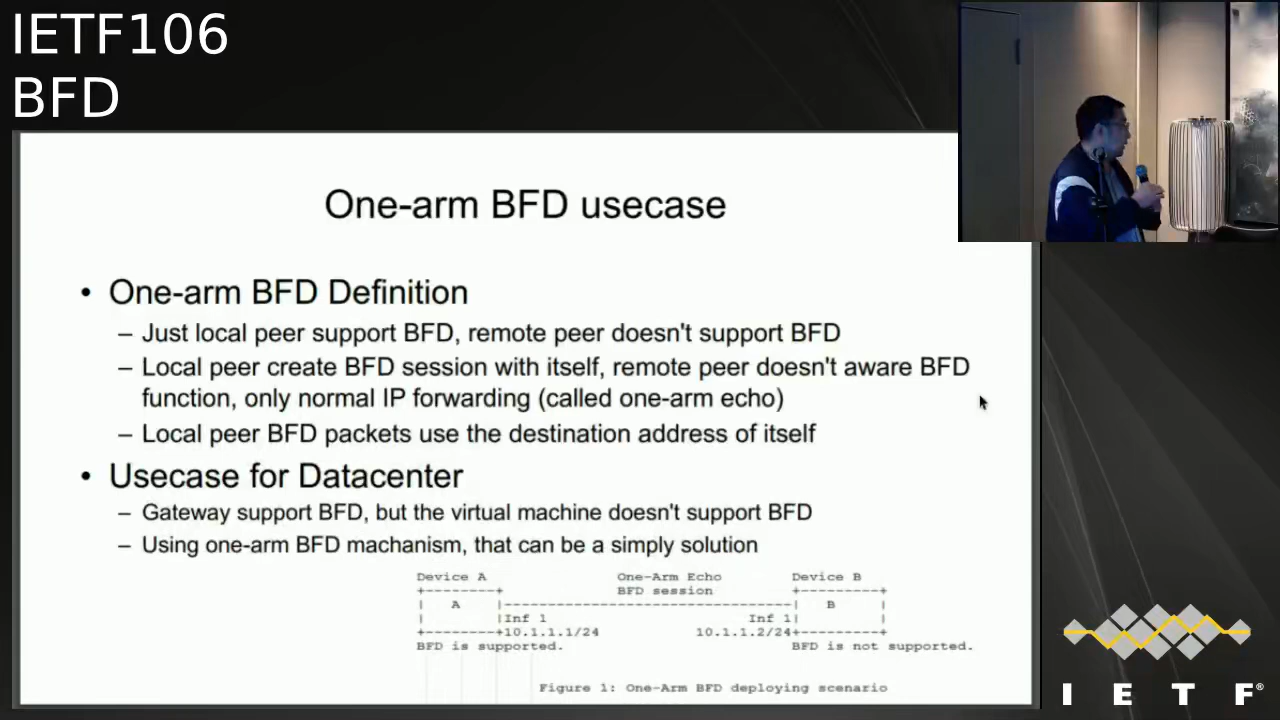 IETF106
BFD
One-arm BFD usecase
• One-arm BFD Definition
– Just local peer support BFD, remote peer doesn't support BFD
– Local peer create BFD session with itself, remote peer doesn't aware BFD
function, only normal IP forwarding (called one-arm echo)
– Local peer BFD packets use the destination address of itself
• Usecase for Datacenter
– Gateway support BFD, but the virtual machine doesn't support BFD
– Using one-arm BFD machanism, that can be a simply solution
Device A One-Arm Echo Device B
BFD session
A B
Inf 1 Inf 1
10.1.1.1/24 10.1.1.2/24
BFD is supported. BFD is not supported.
Figure 1: One-Arm BFD deploying scenario
I E T F®